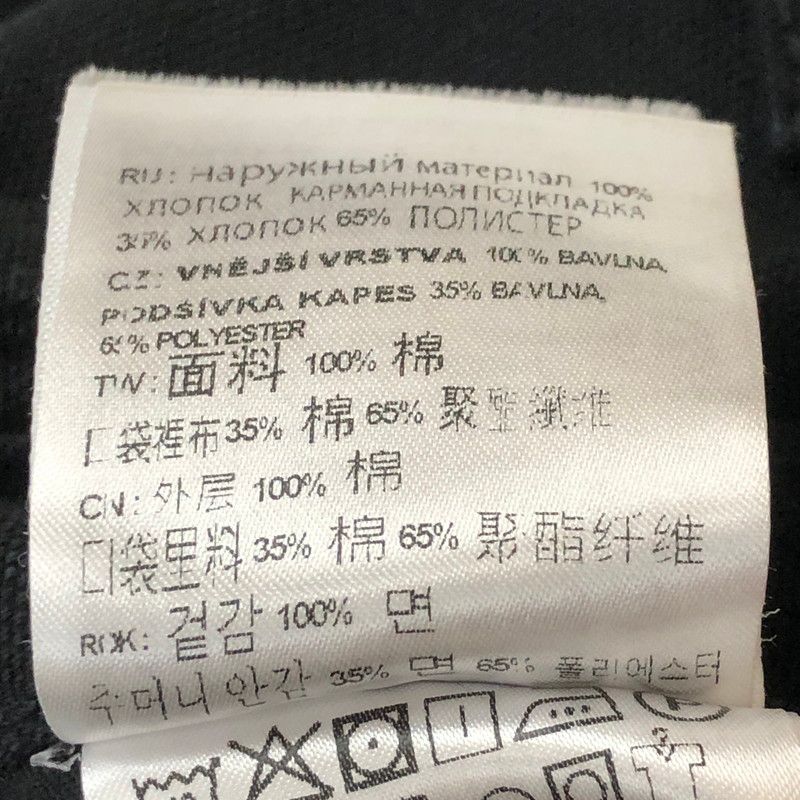 RU: наружный материал 100%
ХЛОПОК КАРМАННАЯ ПОДКЛАДКА
35% ХЛОПОК 65% ПОЛИСТЕР
CZ: VNĚJŠÍ VRSTVA 100% BAVLNA,
PODŠÍVKA KAPES 35% BAVLNA,
65% POLYESTER
TW: 面料 100% 棉
口袋裡布 35% 棉 65% 聚酯纖維
CN: 外层 100% 棉
口袋里料 35% 棉 65% 聚酯纤维
ROK: 겉감 100% 면
주머니 안감 35% 면 65% 폴리에스터